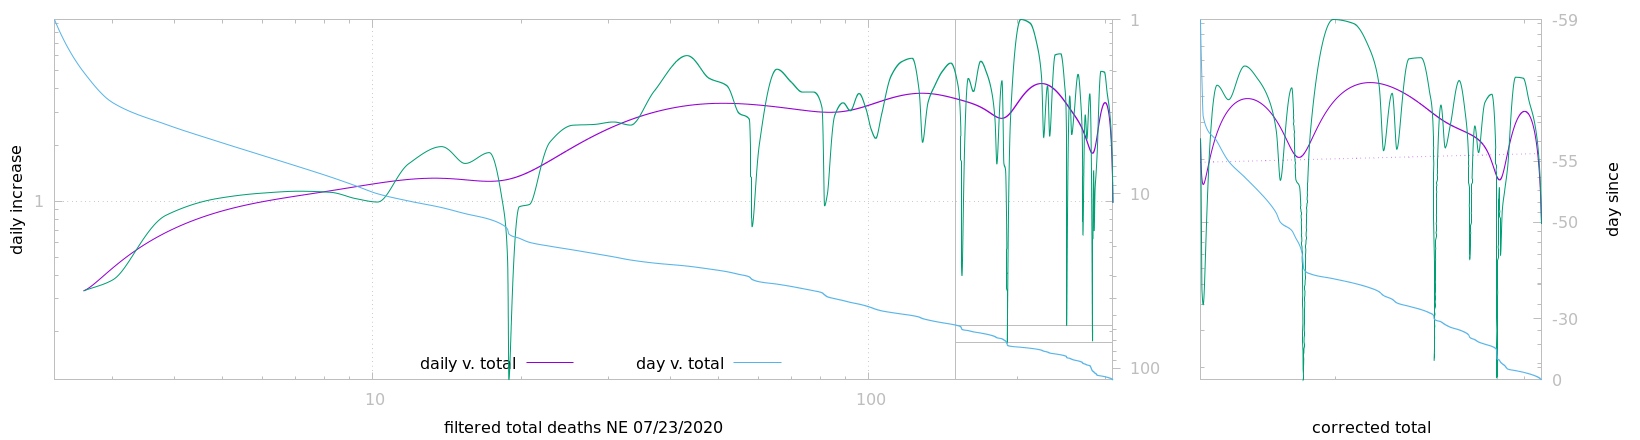 daily increase
1
daily v. total
day v. total
10
100
filtered total deaths NE 07/23/2020
1
10
100
-59
-55
-50
-30
0
day since
corrected total